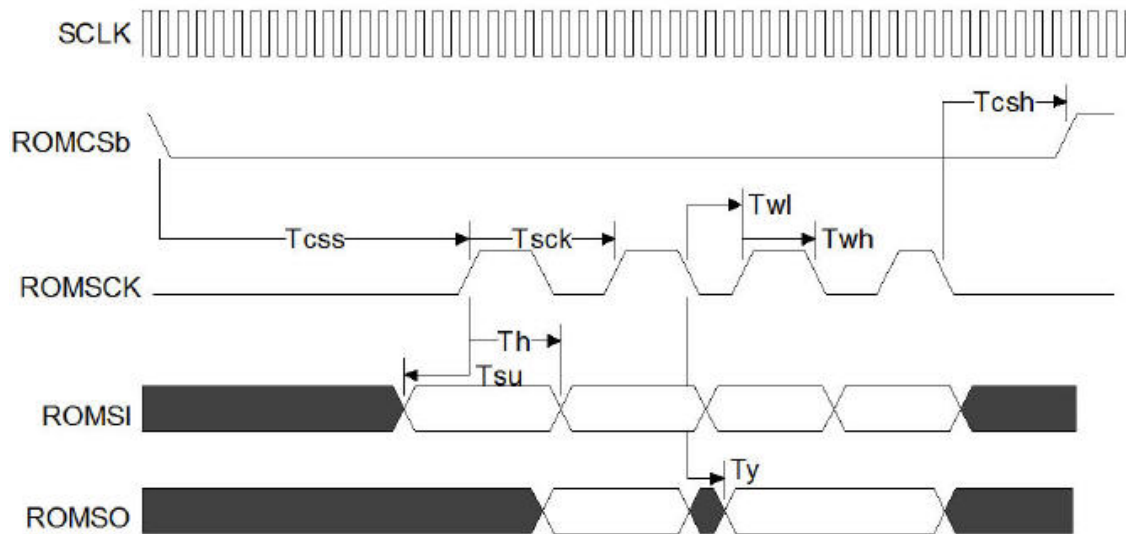 SCLK
Tcsh
ROMCSb
Twl
Tcss
Tsck
Twh
ROMSCK
Th
Tsu
ROMSI
Ty
ROMSO